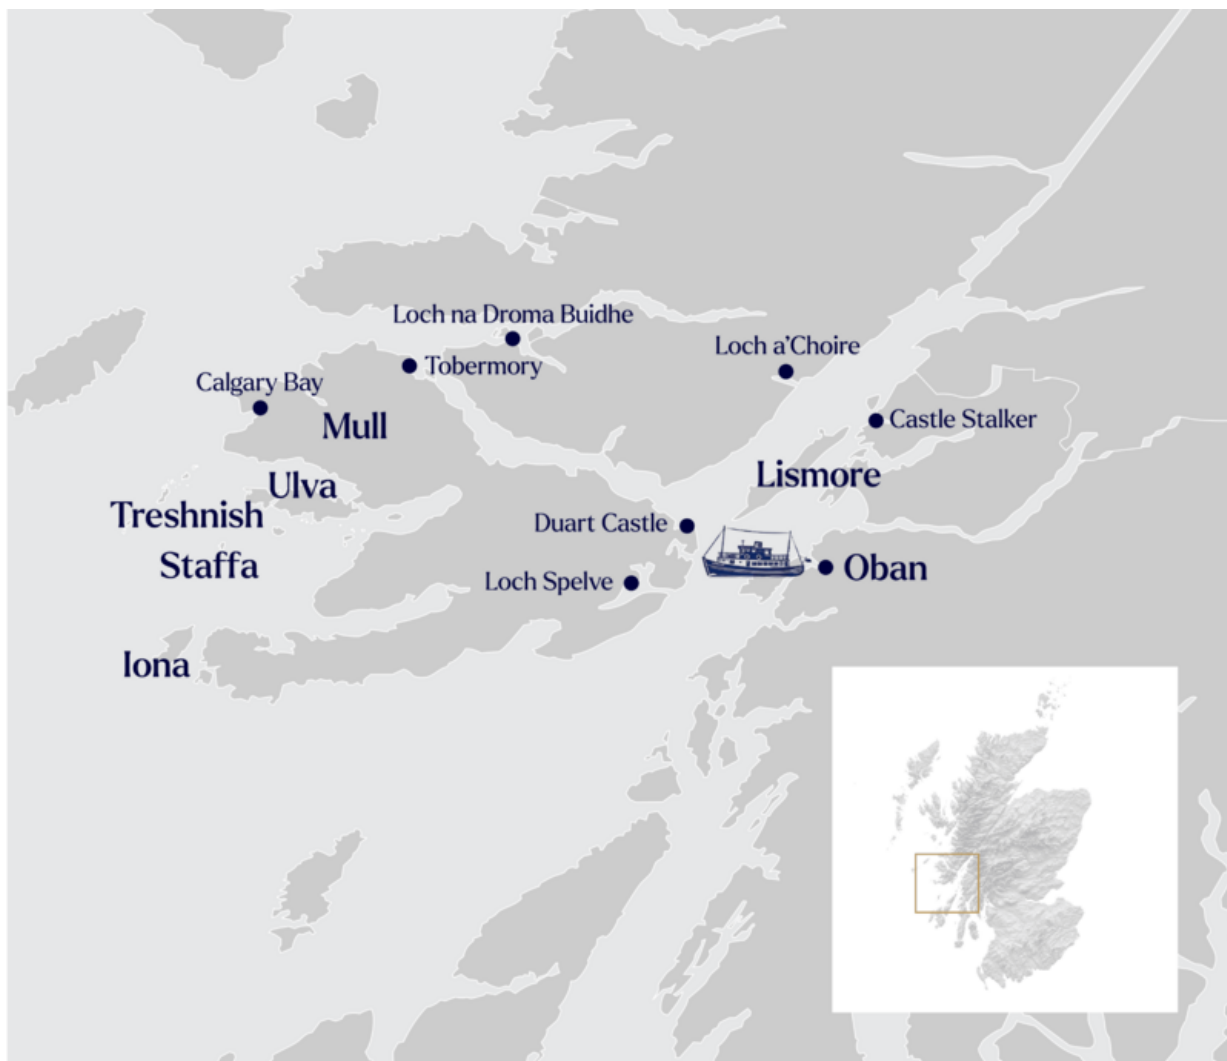 Loch na Droma Buidhe
Loch a’Choire
Tobermory
Calgary Bay
Mull
Castle Stalker
Lismore
Ulva
Treshnish
Duart Castle
Staffa
Oban
Loch Spelve
Iona